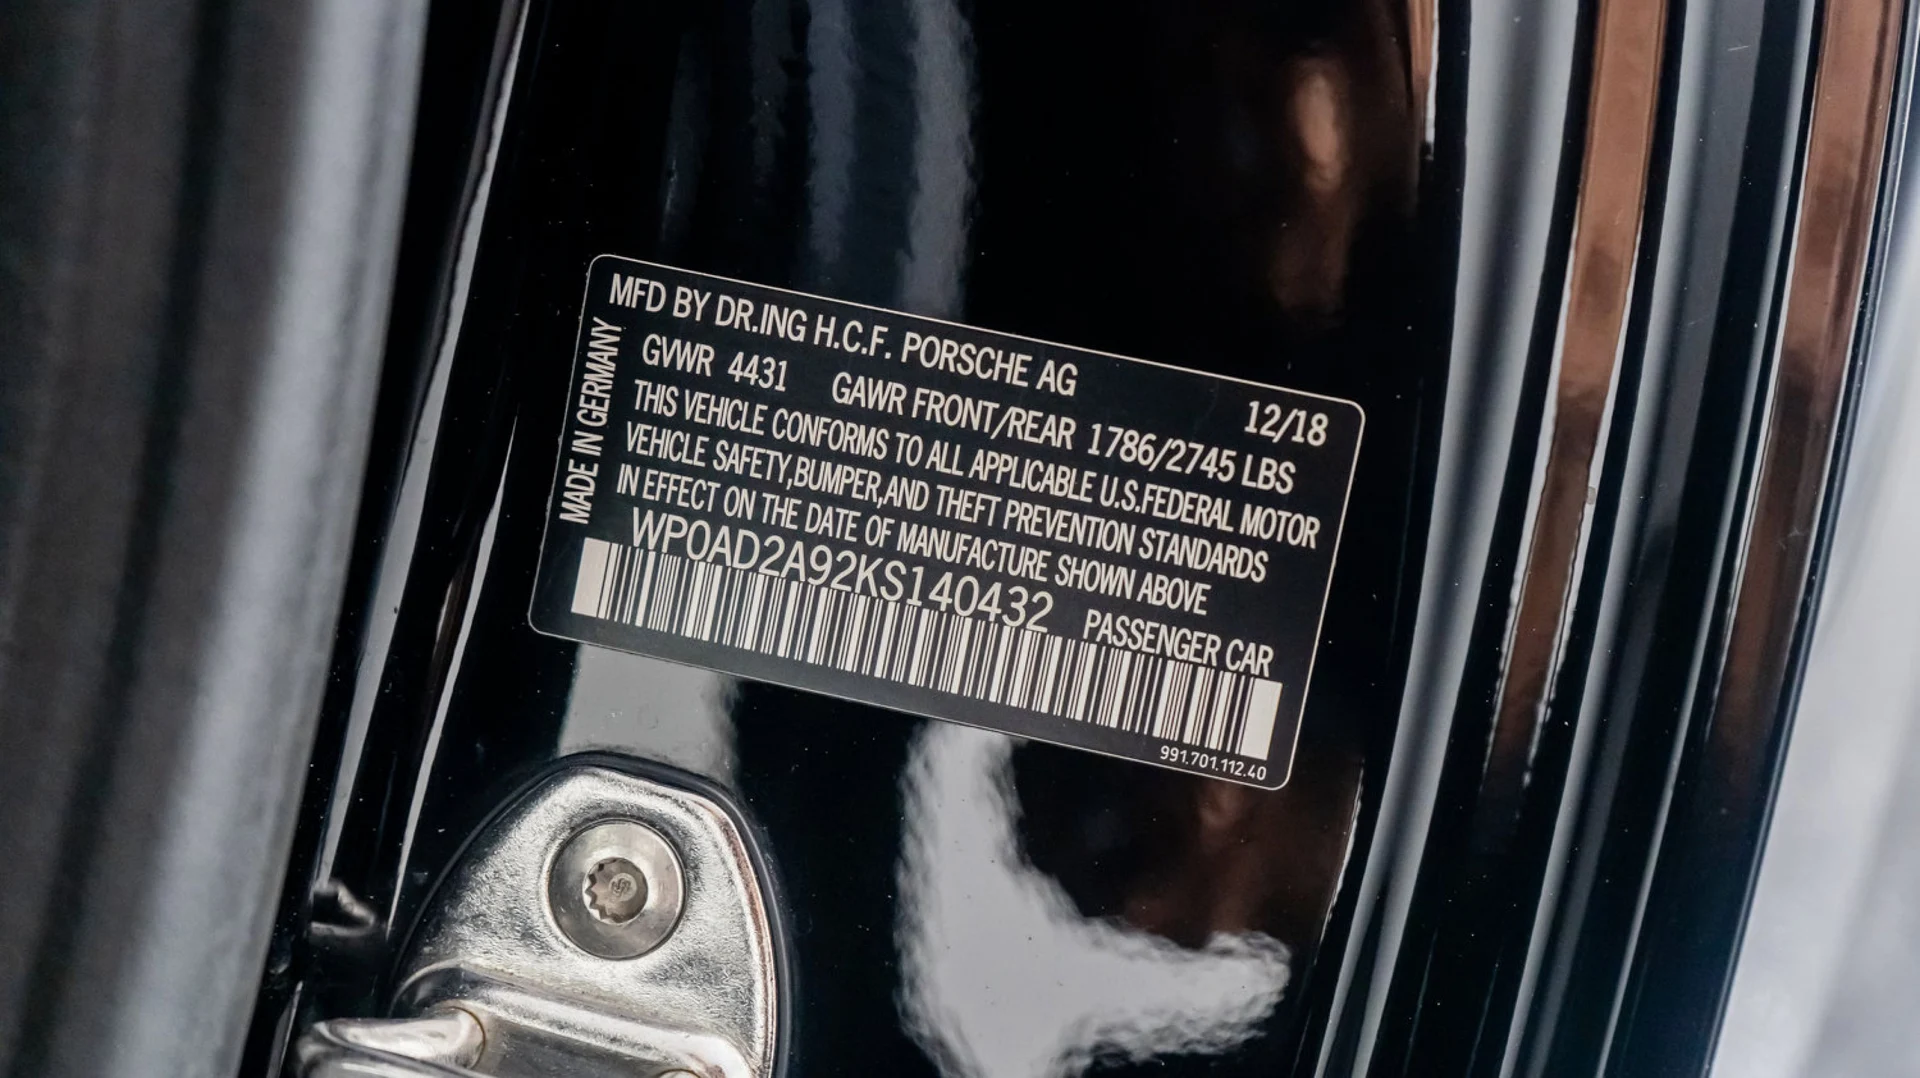 MFD BY DR.ING H.C.F. PORSCHE AG
12/18
GVWR 4431 GAWR FRONT/REAR 1786/2745 LBS
THIS VEHICLE CONFORMS TO ALL APPLICABLE U.S.FEDERAL MOTOR
VEHICLE SAFETY,BUMPER,AND THEFT PREVENTION STANDARDS
IN EFFECT ON THE DATE OF MANUFACTURE SHOWN ABOVE
WP0AD2A92KS140432 PASSENGER CAR
991.701.112.40
MADE IN GERMANY